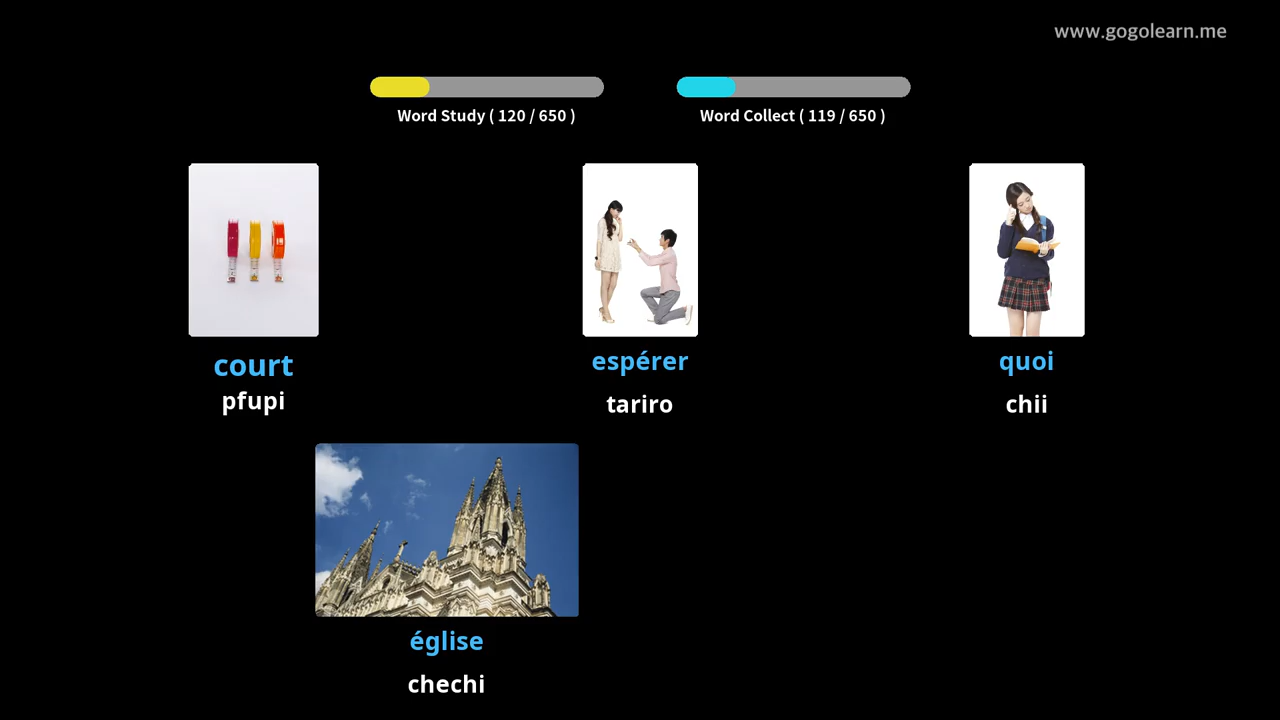 www.gogolearn.me
Word Study ( 120 / 650 )
Word Collect ( 119 / 650 )
court
pfupi
espérer
tariro
quoi
chii
église
chechi